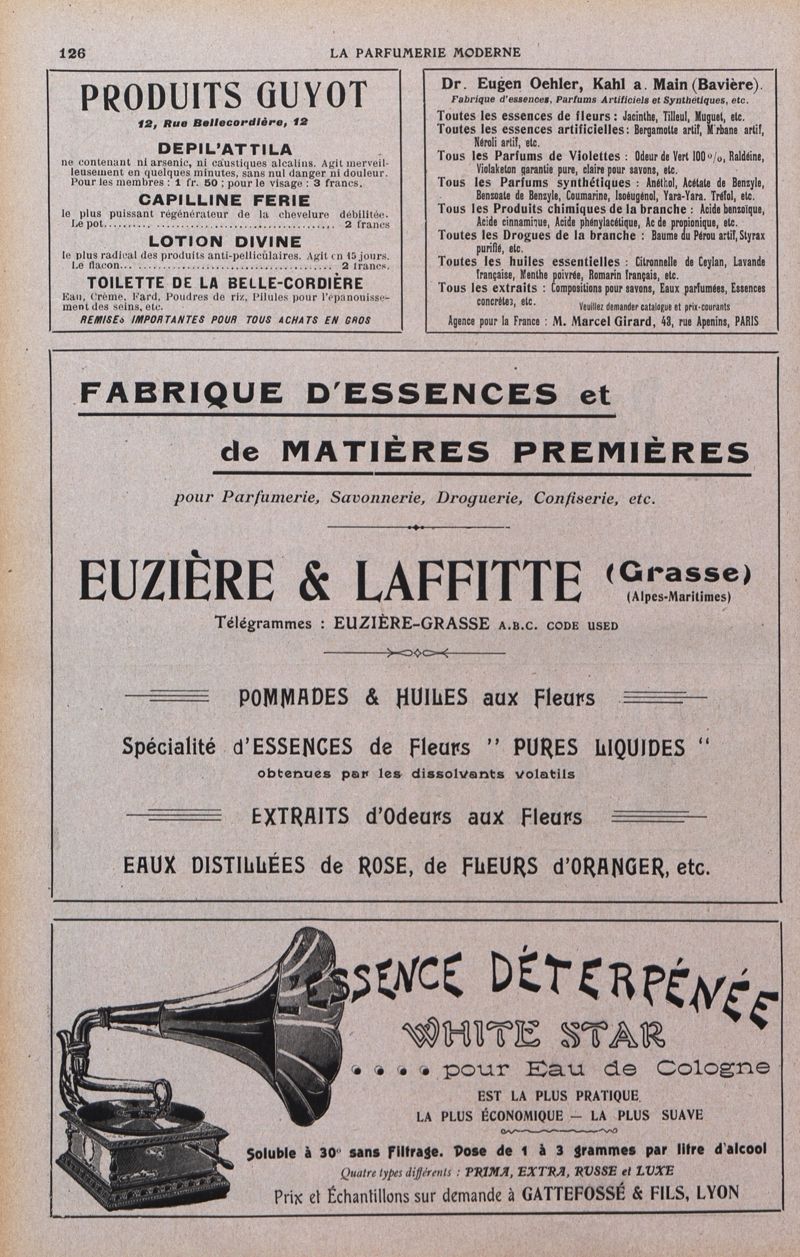 126
LA PARFUMERIE MODERNE
PRODUITS GUYOT
12, Rue Bellecordière, 12
DEPIL'ATTILA
ne contenant ni arsenic, ni caustiques alcalins. Agit merveil-
leusement en quelques minutes, sans nul danger ni douleur.
Pour les membres : 1 fr. 50 ; pour le visage : 3 francs.
CAPILLINE FERIE
le plus puissant régénérateur de la chevelure débilitée.
Le pot........ 2 francs
LOTION DIVINE
le plus radical des produits anti-pelliculaires. Agit en 15 jours.
Le flacon... 2 francs.
TOILETTE DE LA BELLE-CORDIÈRE
Eau, Crème, Fard, Poudres de riz, Pilules pour l'épanouisse-
ment des seins, etc.
REMISES IMPORTANTES POUR TOUS ACHATS EN GROS
Dr. Eugen Oehler, Kahl a. Main (Bavière).
Fabrique d'essences, Parfums Artificiels et Synthétiques, etc.
Toutes les essences de fleurs : Jacinthe, Tilleul, Muguet, etc.
Toutes les essences artificielles : Bergamotte artif, M rbane artif,
Néroli artif, etc.
Tous les Parfums de Violettes : Odeur de Vert 100 %, Raldéine,
Violaketon garantie pure, claire pour savons, etc.
Tous les Parfums synthétiques : Anéthol, Acétate de Benzyle,
Benzoate de Benzyle, Coumarine, Isoéugénol, Yara-Yara. Tréfol, etc.
Tous les Produits chimiques de la branche : Acide benzoïque,
Acide cinnamique, Acide phénylacétique, Ac de propionique, etc.
Toutes les Drogues de la branche : Baume du Pérou artif, Styrax
purifié, etc.
Toutes les huiles essentielles : Citronnelle de Ceylan, Lavande
française, Menthe poivrée, Romarin français, etc.
Tous les extraits : Compositions pour savons, Eaux parfumées, Essences
concrètes, etc. Veuillez demander catalogue et prix-courants
Agence pour la France : M. Marcel Girard, 43, rue Apenins, PARIS
FABRIQUE D'ESSENCES et
de MATIÈRES PREMIÈRES
pour Parfumerie, Savonnerie, Droguerie, Confiserie, etc.
EUZIÈRE & LAFFITTE (Grasse)
(Alpes-Maritimes)
Télégrammes : EUZIÈRE-GRASSE A.B.C. CODE USED
POMMADES & HUILES aux Fleurs
Spécialité d'ESSENCES de Fleurs " PURES LIQUIDES "
obtenues par les dissolvants volatils
EXTRAITS d'Odeurs aux Fleurs
EAUX DISTILLÉES de ROSE, de FLEURS d'ORANGER, etc.
ESSENCE DÉTERPÉNÉE
WHITE STAR
pour Eau de Cologne
EST LA PLUS PRATIQUE
LA PLUS ÉCONOMIQUE — LA PLUS SUAVE
Soluble à 30° sans Filtrage. Dose de 1 à 3 grammes par litre d'alcool
Quatre types différents : PRIMA, EXTRA, RUSSE et LUXE
Prix et Échantillons sur demande à GATTEFOSSÉ & FILS, LYON